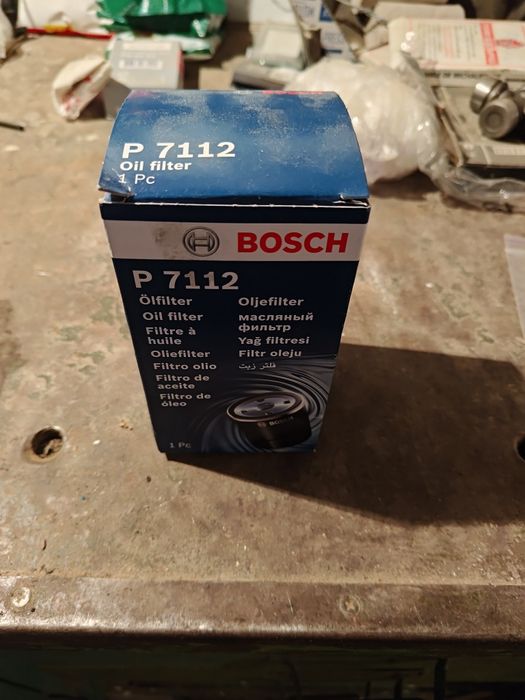 P 7112
Oil filter
1 Pc
BOSCH
P 7112
Ölfilter
Oil filter
Filtre à
huile
Oliefilter
Filtro olio
Filtro de
aceite
Filtro de
óleo
Oljefilter
масляный
фильтр
Yağ filtresi
Filtr oleju
فلتر زيت
BOSCH
1 Pc